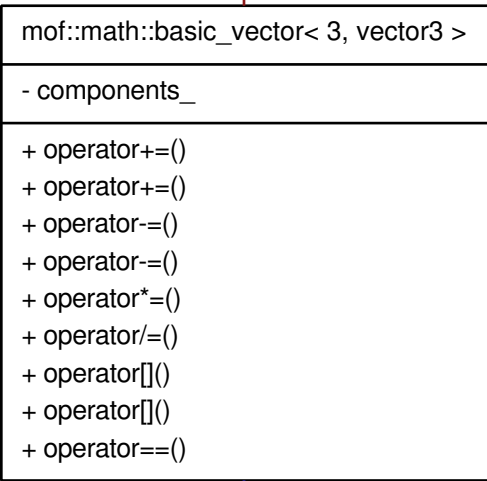 mof::math::basic_vector< 3, vector3 >
- components_
+ operator+=()
+ operator+=()
+ operator-=()
+ operator-=()
+ operator*=()
+ operator/=()
+ operator[]()
+ operator[]()
+ operator==()